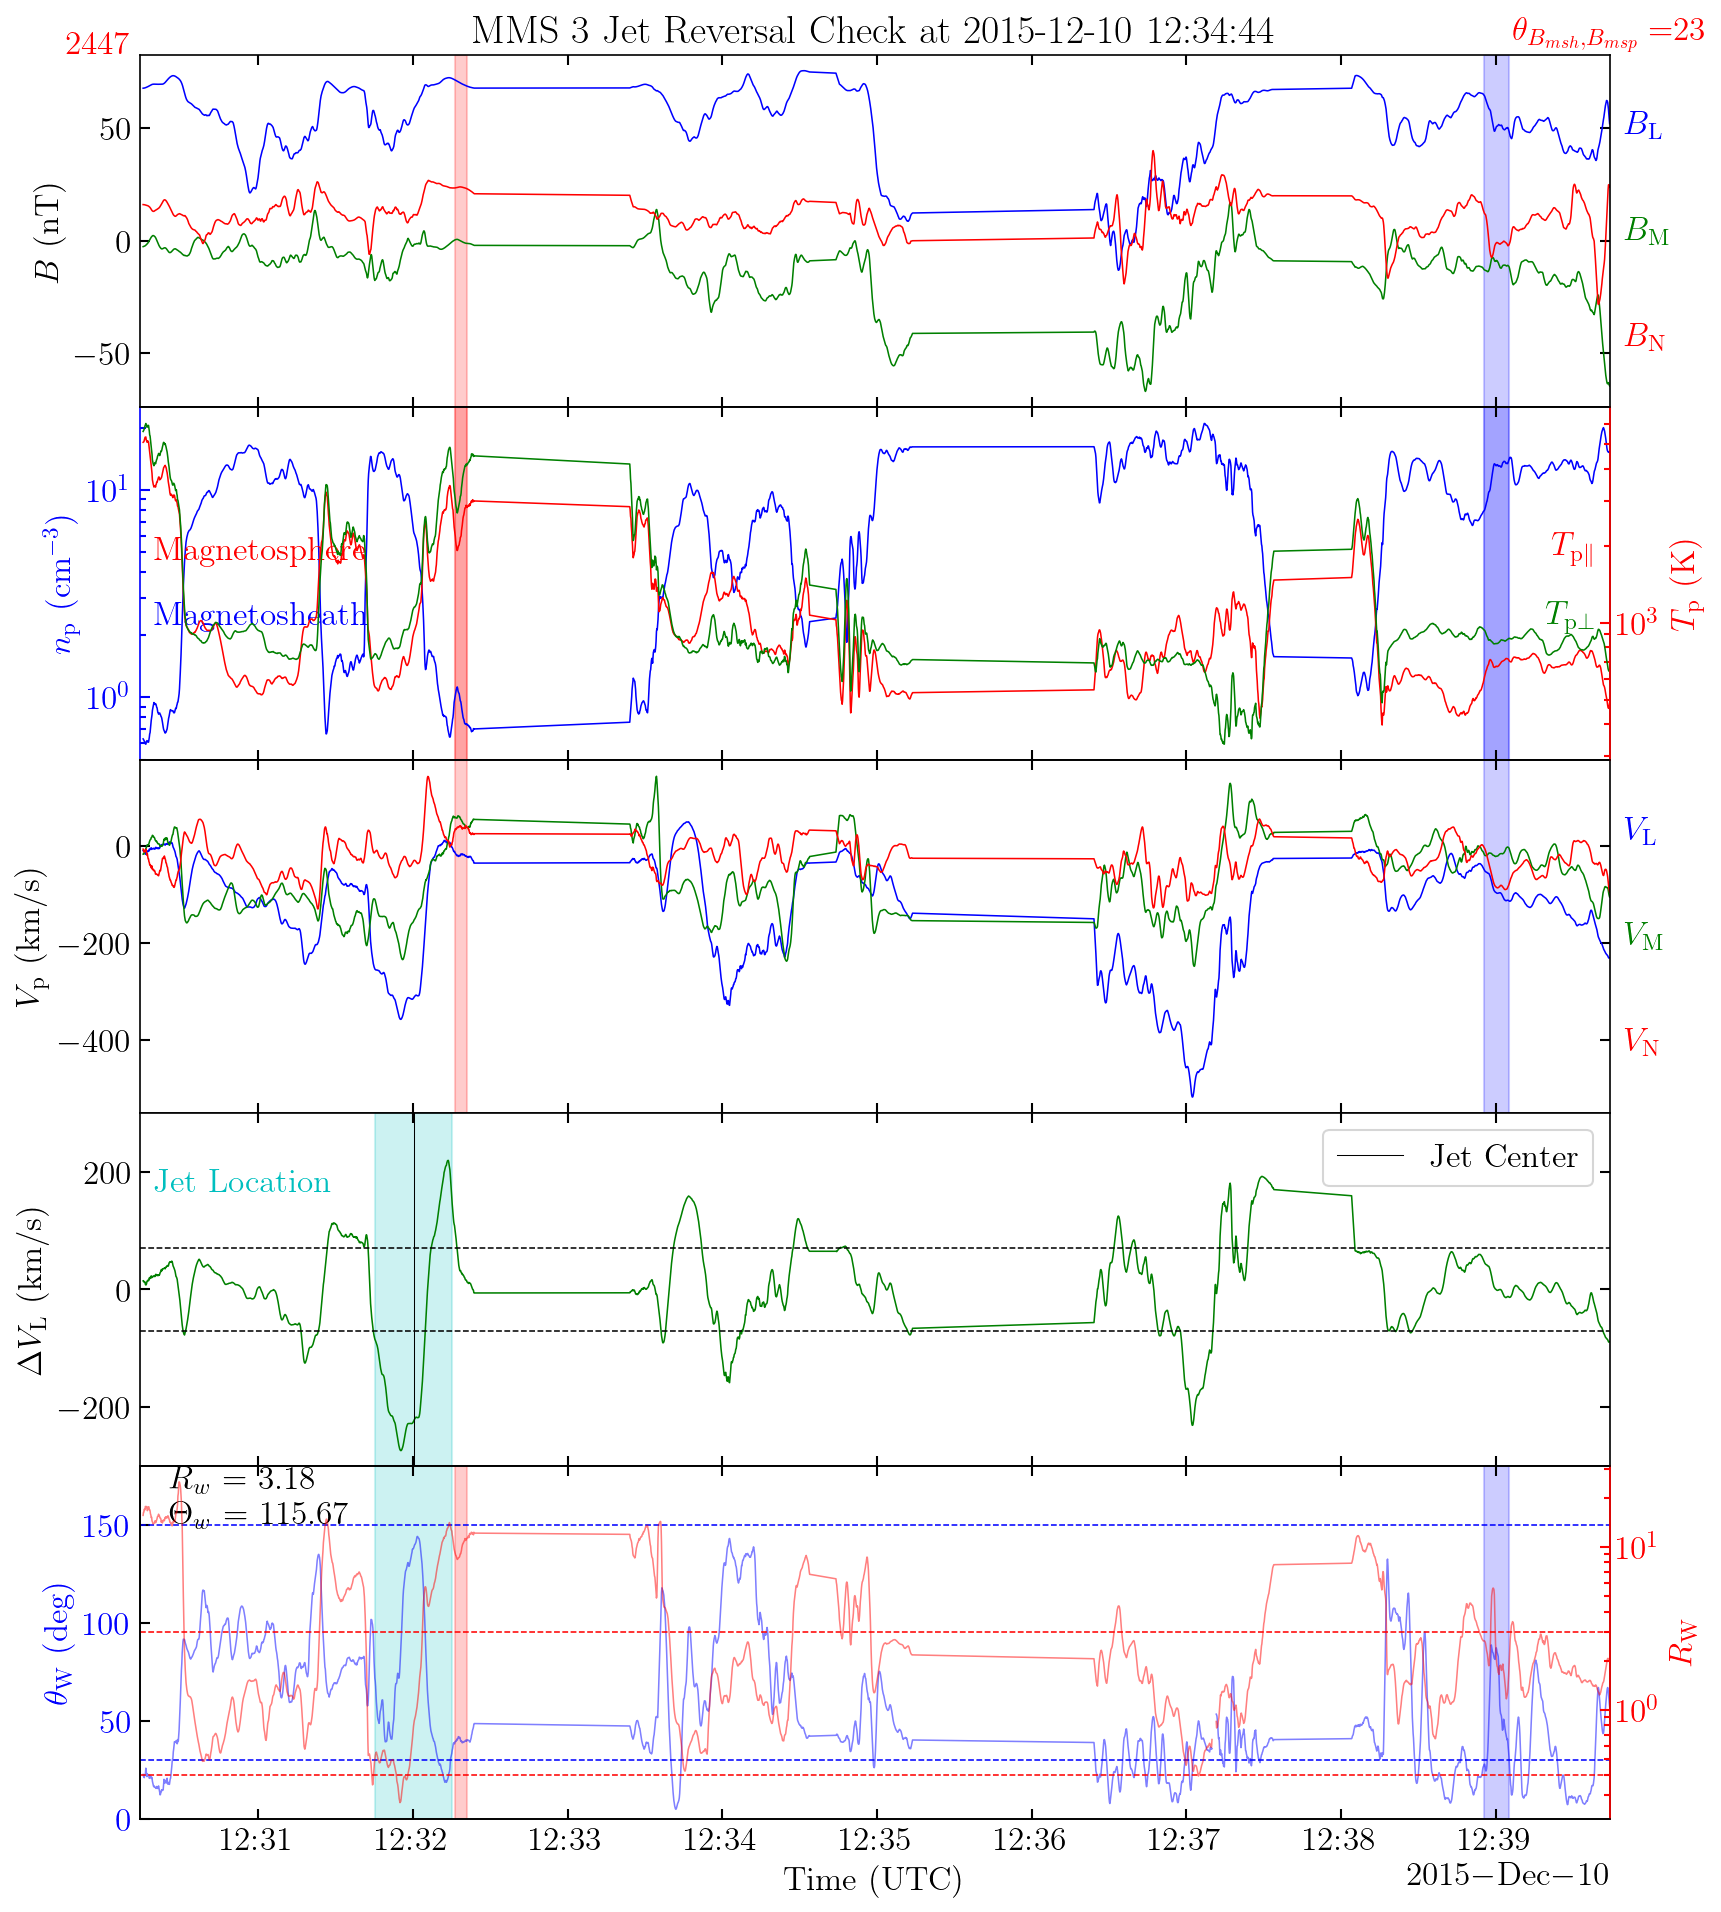 MMS 3 Jet Reversal Check at 2015-12-10 12:34:44
2447
θ_{B_{msh},B_{msp}} =23
50
0
−50
B (nT)
B_L
B_M
B_N
10^1
10^0
n_p (cm^{−3})
Magnetosphere
Magnetosheath
T_{p∥}
T_{p⊥}
10^3
T_p (K)
0
−200
−400
V_p (km/s)
V_L
V_M
V_N
200
0
−200
ΔV_L (km/s)
Jet Location
Jet Center
R_w = 3.18
Θ_w = 115.67
150
100
50
0
θ_W (deg)
10^1
10^0
R_W
12:31 12:32 12:33 12:34 12:35 12:36 12:37 12:38 12:39
Time (UTC)
2015−Dec−10